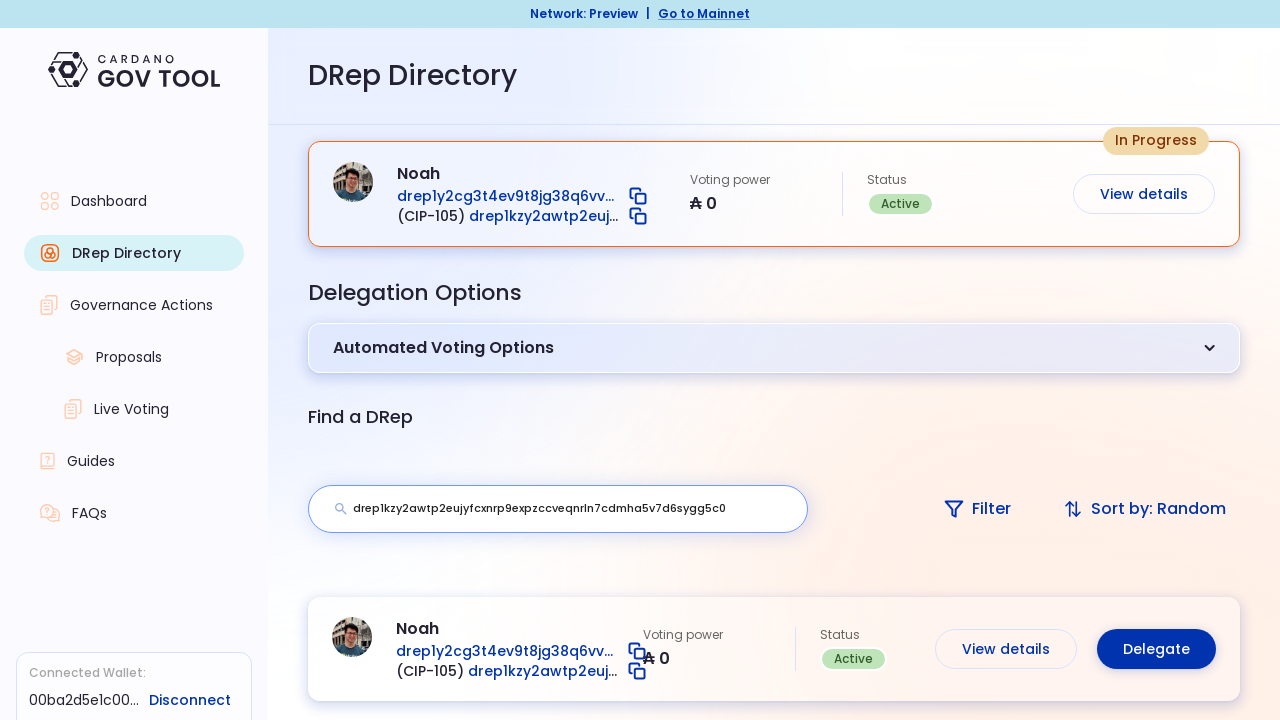 Network: Preview | Go to Mainnet
CARDANO
GOV TOOL
Dashboard
DRep Directory
Governance Actions
Proposals
Live Voting
Guides
FAQs
Connected Wallet:
00ba2d5e1c00... Disconnect
DRep Directory
In Progress
Noah
drep1y2cg3t4ev9t8jg38q6vv...
(CIP-105) drep1kzy2awtp2euj...
Voting power
₳ 0
Status
Active
View details
Delegation Options
Automated Voting Options
Find a DRep
drep1kzy2awtp2eujyfcxnrp9expzccveqnrln7cdmha5v7d6sygg5c0
Filter
Sort by: Random
Noah
drep1y2cg3t4ev9t8jg38q6vv...
(CIP-105) drep1kzy2awtp2euj...
Voting power
₳ 0
Status
Active
View details
Delegate